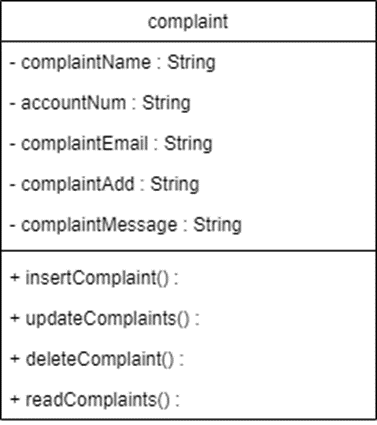 complaint
- complaintName : String
- accountNum : String
- complaintEmail : String
- complaintAdd : String
- complaintMessage : String
+ insertComplaint() :
+ updateComplaints() :
+ deleteComplaint() :
+ readComplaints() :